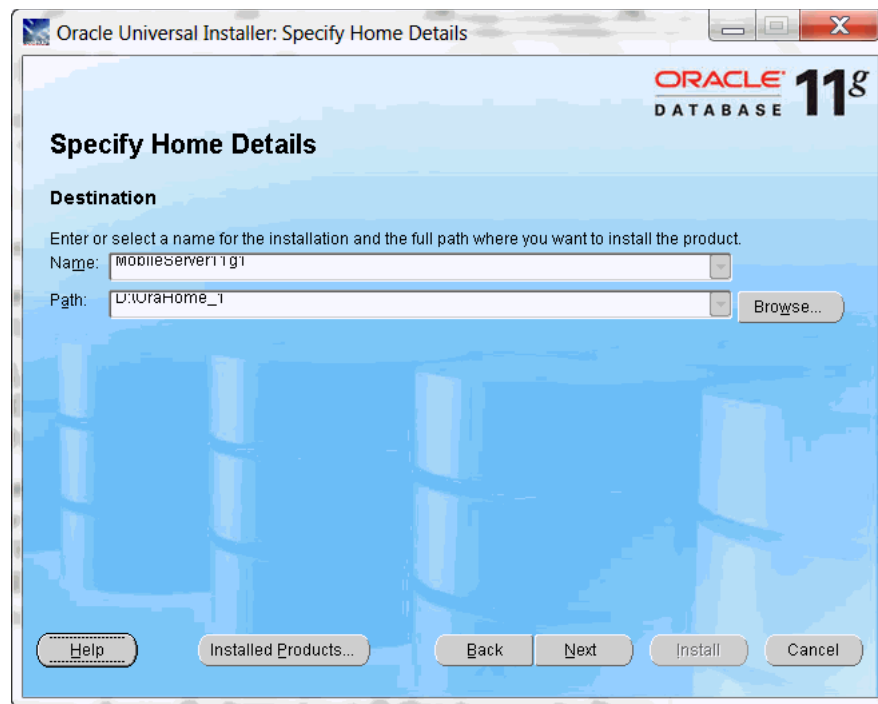 Oracle Universal Installer: Specify Home Details
ORACLE 11g
DATABASE
Specify Home Details
Destination
Enter or select a name for the installation and the full path where you want to install the product.
Name: MobileServer11g1
Path: D:\OraHome_1
Browse...
Help Installed Products... Back Next Install Cancel